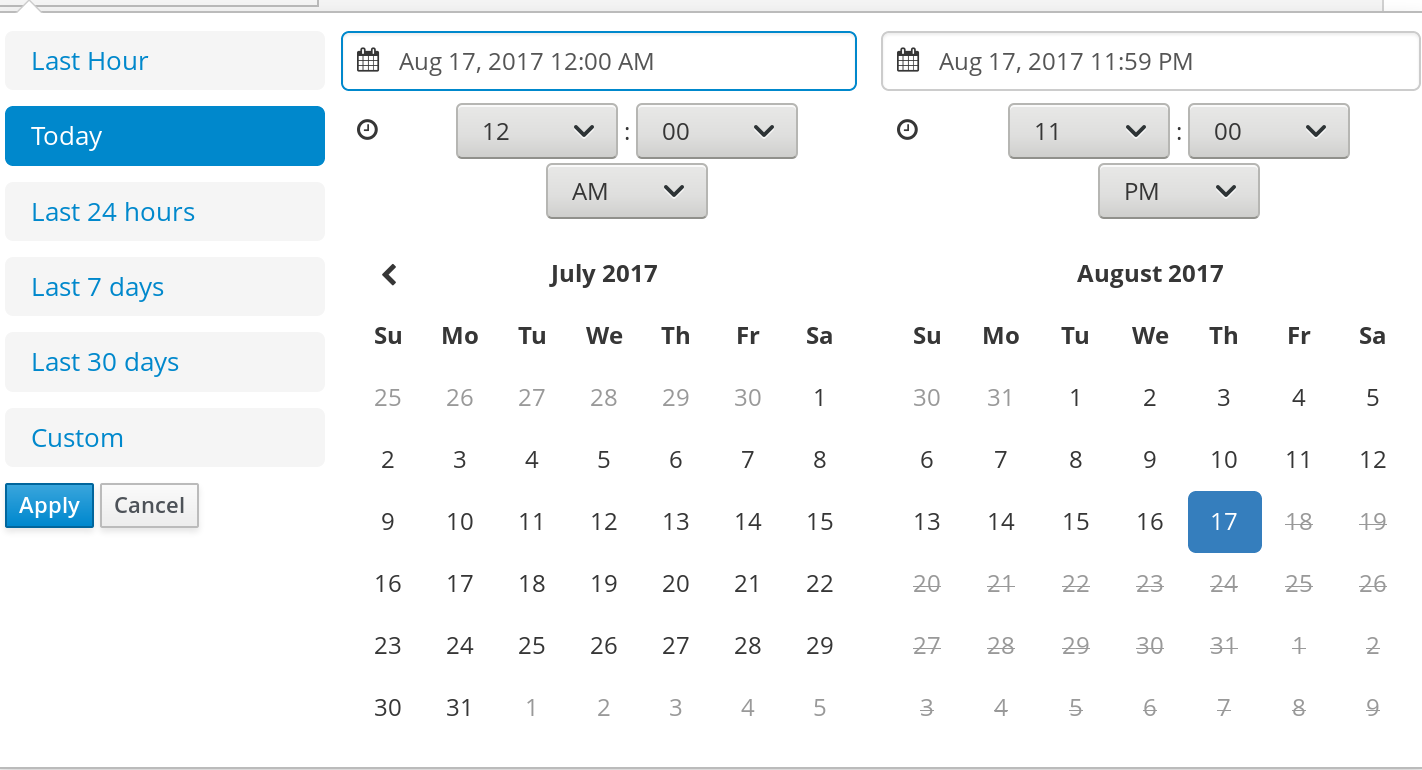 Last Hour
Today
Last 24 hours
Last 7 days
Last 30 days
Custom
Apply Cancel
Aug 17, 2017 12:00 AM
12 : 00
AM
July 2017
Su Mo Tu We Th Fr Sa
25 26 27 28 29 30 1
2 3 4 5 6 7 8
9 10 11 12 13 14 15
16 17 18 19 20 21 22
23 24 25 26 27 28 29
30 31 1 2 3 4 5
Aug 17, 2017 11:59 PM
11 : 00
PM
August 2017
Su Mo Tu We Th Fr Sa
30 31 1 2 3 4 5
6 7 8 9 10 11 12
13 14 15 16 17 18 19
20 21 22 23 24 25 26
27 28 29 30 31 1 2
3 4 5 6 7 8 9